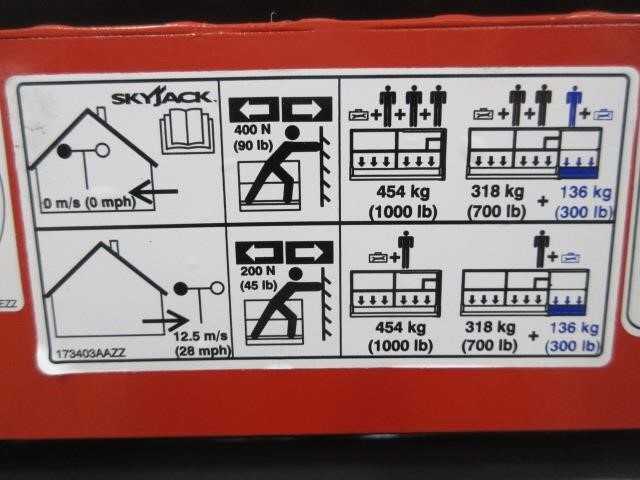 SKYJACK
0 m/s (0 mph)
400 N
(90 lb)
+ + +
454 kg
(1000 lb)
+ + +
318 kg
(700 lb)
+
136 kg
(300 lb)
12.5 m/s
(28 mph)
173403AAZZ
200 N
(45 lb)
+
454 kg
(1000 lb)
+
318 kg
(700 lb)
+
136 kg
(300 lb)
EZZ